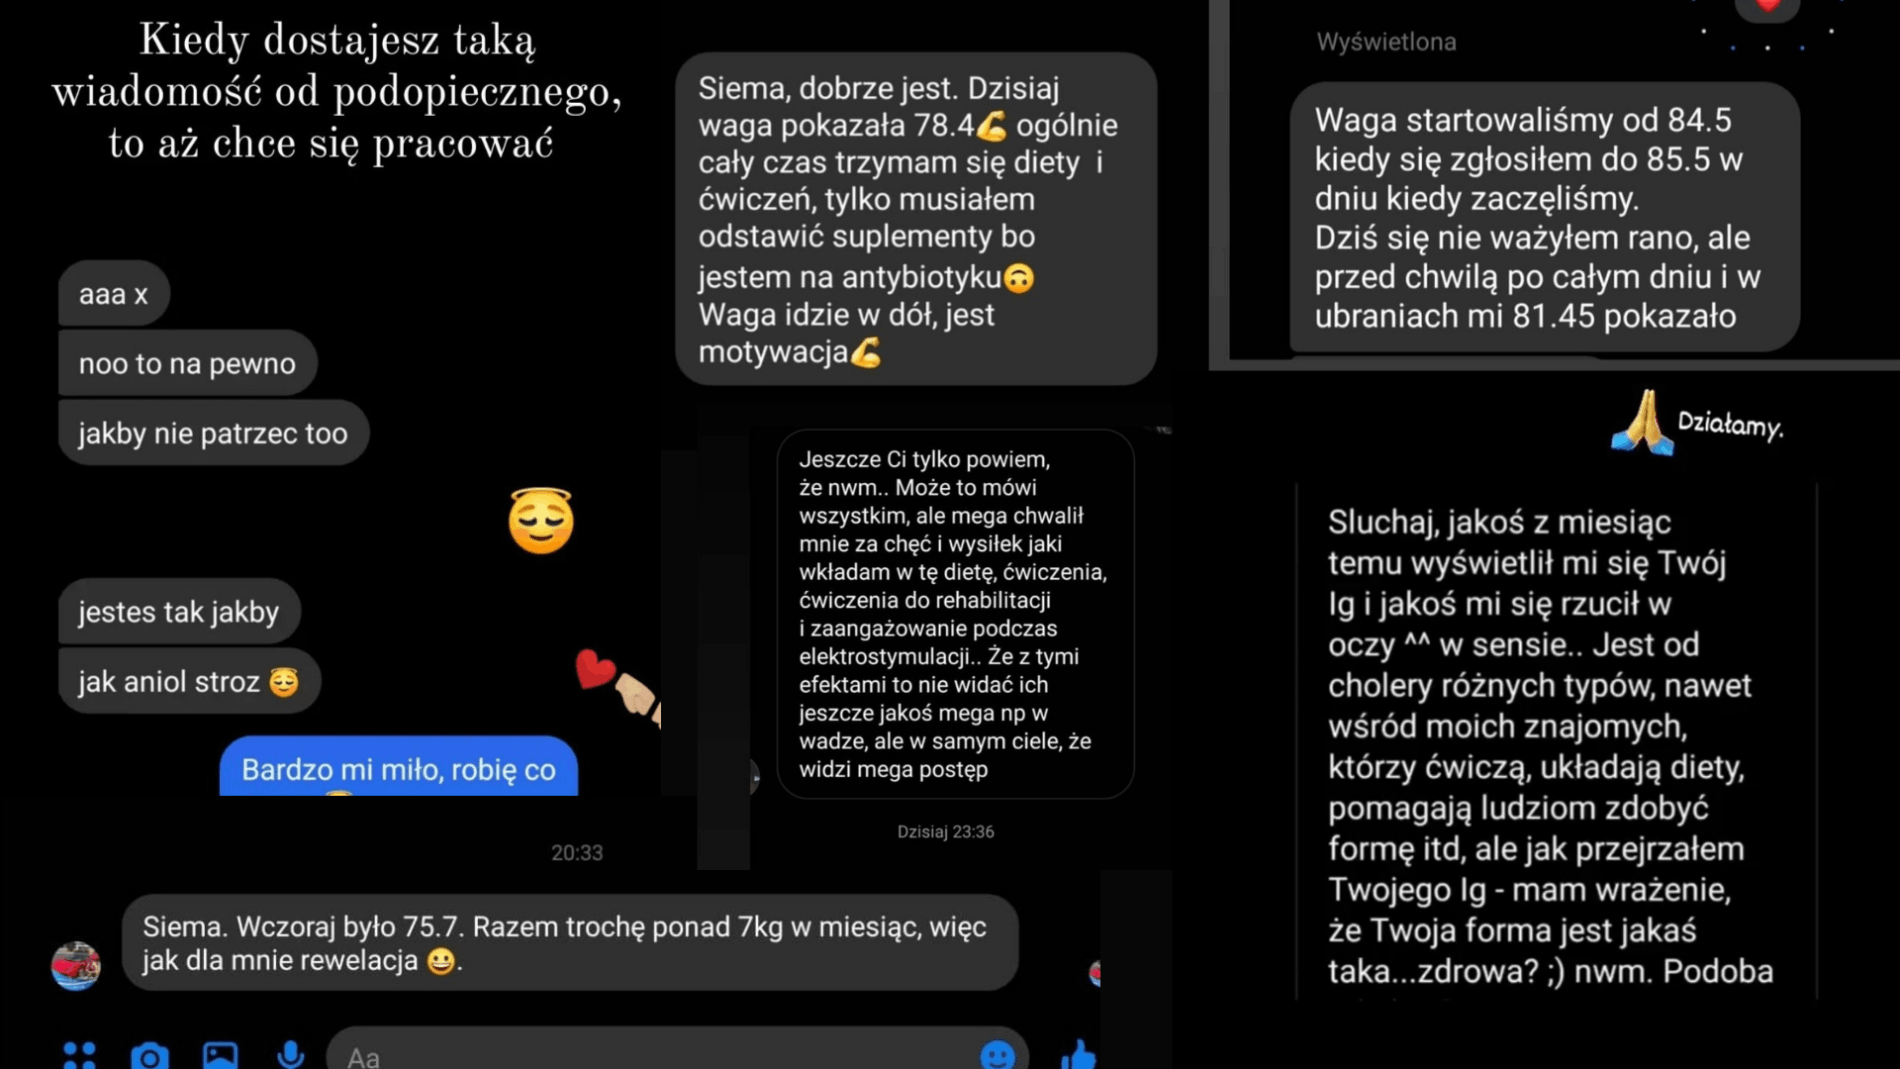 Kiedy dostajesz taką
wiadomość od podopiecznego,
to aż chce się pracować
aaa x
noo to na pewno
jakby nie patrzec too
jestes tak jakby
jak aniol stroz 😇
Bardzo mi miło, robię co
20:33
Siema. Wczoraj było 75.7. Razem trochę ponad 7kg w miesiąc, więc
jak dla mnie rewelacja 😀.
Aa
Siema, dobrze jest. Dzisiaj
waga pokazała 78.4💪 ogólnie
cały czas trzymam się diety i
ćwiczeń, tylko musiałem
odstawić suplementy bo
jestem na antybiotyku🙃
Waga idzie w dół, jest
motywacja💪
Jeszcze Ci tylko powiem,
że nwm.. Może to mówi
wszystkim, ale mega chwalił
mnie za chęć i wysiłek jaki
wkładam w tę dietę, ćwiczenia,
ćwiczenia do rehabilitacji
i zaangażowanie podczas
elektrostymulacji.. Że z tymi
efektami to nie widać ich
jeszcze jakoś mega np w
wadze, ale w samym ciele, że
widzi mega postęp
Dzisiaj 23:36
Wyświetlona
Waga startowaliśmy od 84.5
kiedy się zgłosiłem do 85.5 w
dniu kiedy zaczęliśmy.
Dziś się nie ważyłem rano, ale
przed chwilą po całym dniu i w
ubraniach mi 81.45 pokazało
Działamy.
Sluchaj, jakoś z miesiąc
temu wyświetlił mi się Twój
Ig i jakoś mi się rzucił w
oczy ^^ w sensie.. Jest od
cholery różnych typów, nawet
wśród moich znajomych,
którzy ćwiczą, układają diety,
pomagają ludziom zdobyć
formę itd, ale jak przejrzałem
Twojego Ig - mam wrażenie,
że Twoja forma jest jakaś
taka...zdrowa? ;) nwm. Podoba